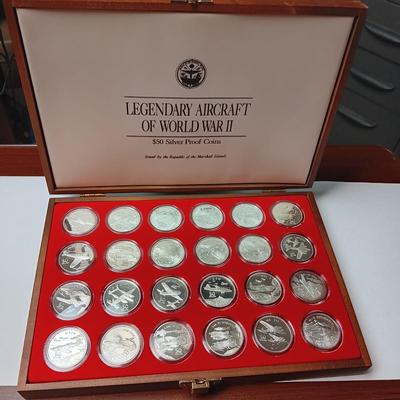 LEGENDARY AIRCRAFT
OF WORLD WAR II
$50 Silver Proof Coins
Issued by the Republic of the Marshall Islands